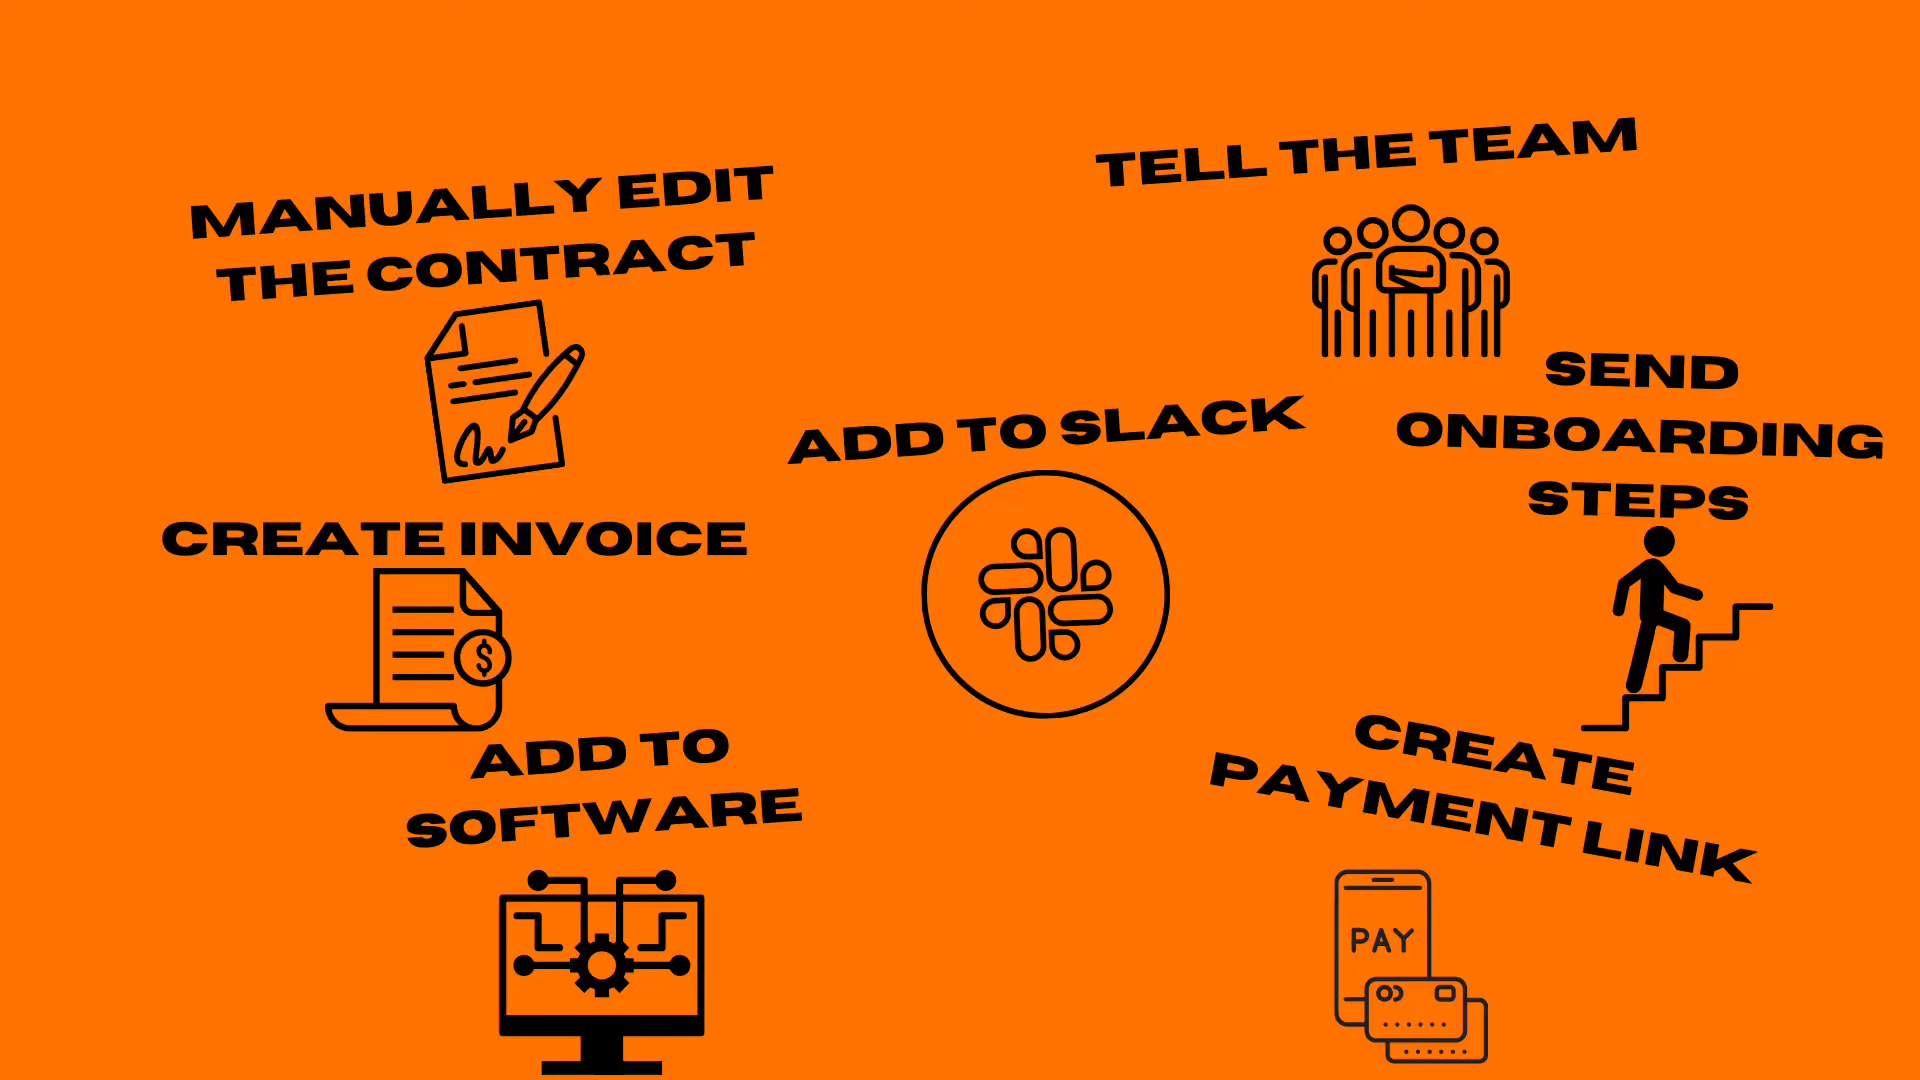 MANUALLY EDIT
THE CONTRACT
TELL THE TEAM
ADD TO SLACK
SEND
ONBOARDING
STEPS
CREATE INVOICE
$
ADD TO
SOFTWARE
CREATE
PAYMENT LINK
PAY